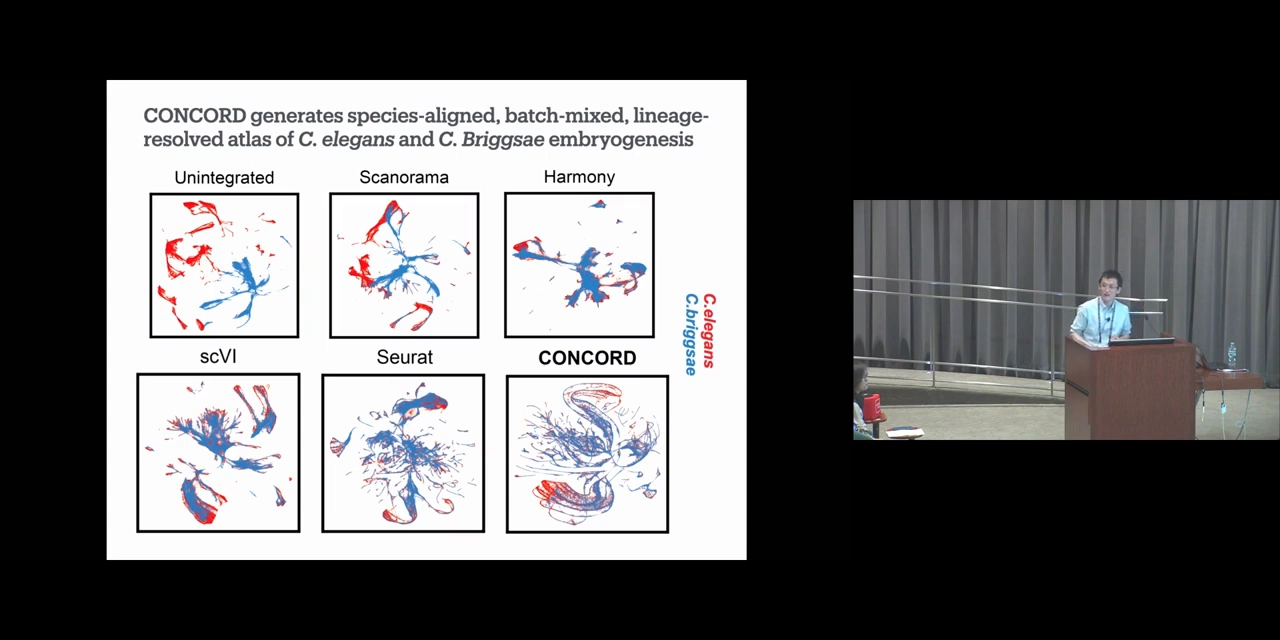 CONCORD generates species-aligned, batch-mixed, lineage-
resolved atlas of C. elegans and C. Briggsae embryogenesis
Unintegrated
Scanorama
Harmony
C.elegans
C.briggsae
scVI
Seurat
CONCORD